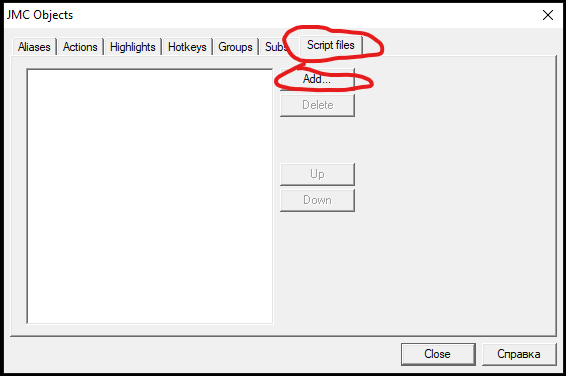 JMC Objects
Aliases Actions Highlights Hotkeys Groups Subs Script files
Add...
Delete
Up
Down
Close Справка